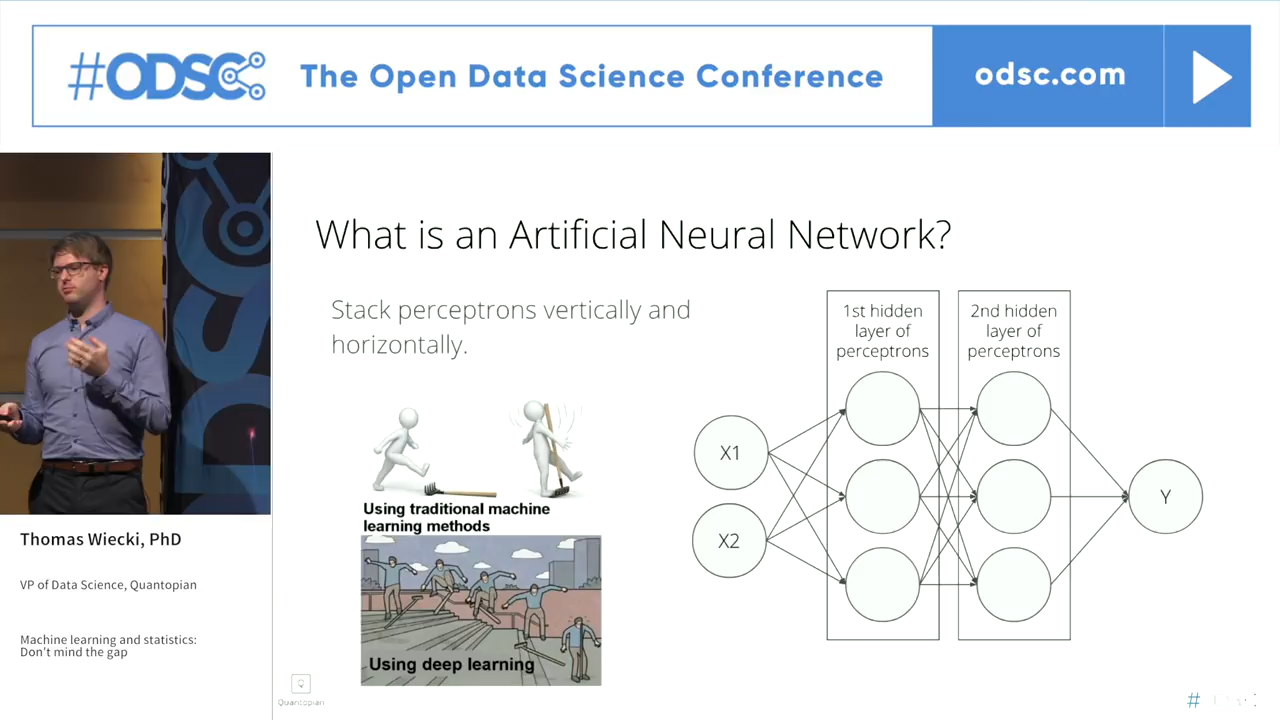 #ODSC
The Open Data Science Conference
odsc.com
What is an Artificial Neural Network?
Stack perceptrons vertically and
horizontally.
1st hidden
layer of
perceptrons
2nd hidden
layer of
perceptrons
X1
X2
Y
Using traditional machine
learning methods
Using deep learning
Thomas Wiecki, PhD
VP of Data Science, Quantopian
Machine learning and statistics:
Don't mind the gap
Quantopian
#